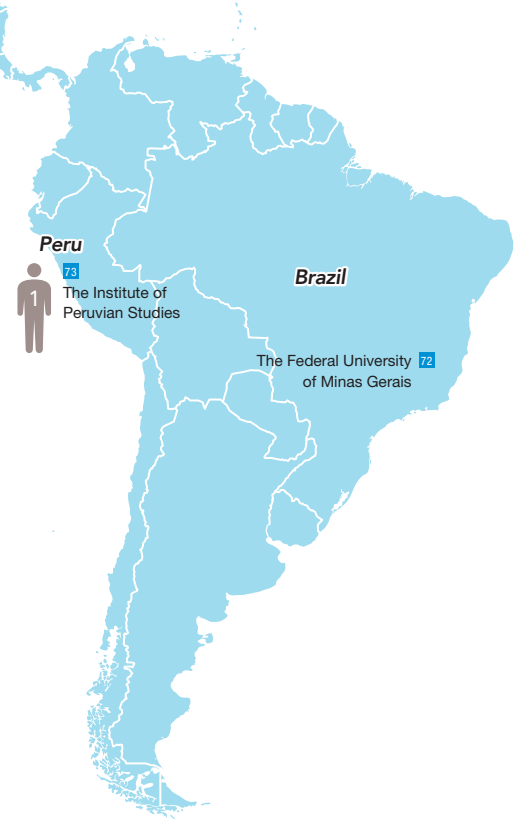 Peru
73
1
The Institute of
Peruvian Studies
Brazil
The Federal University 72
of Minas Gerais